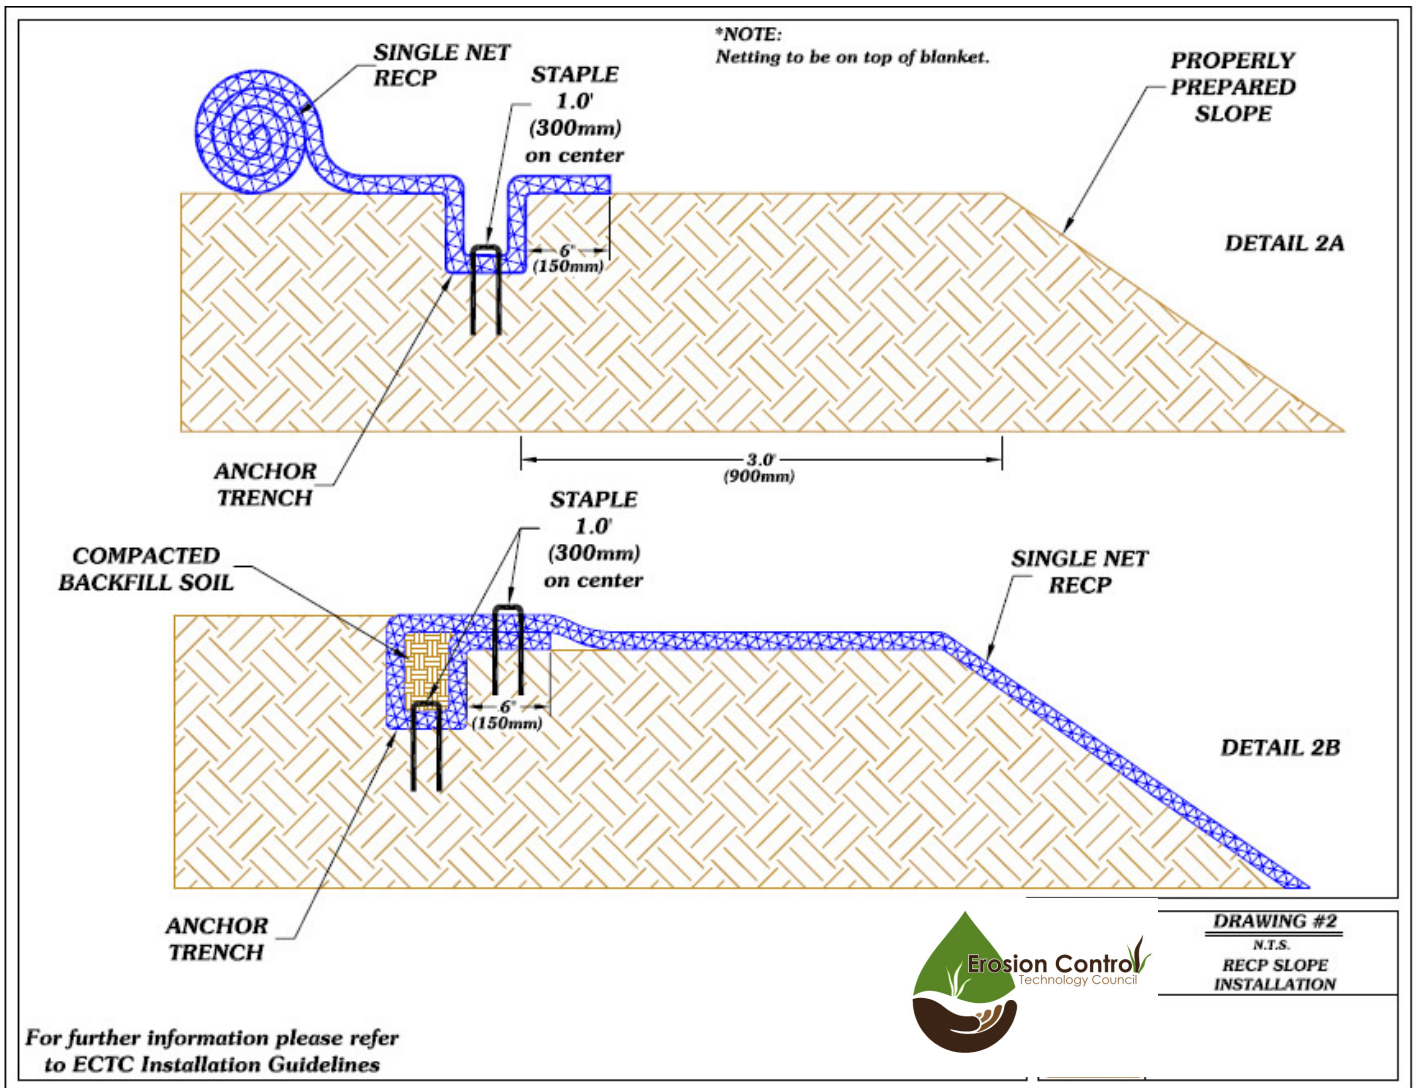 *NOTE:
Netting to be on top of blanket.
SINGLE NET
RECP
STAPLE
1.0'
(300mm)
on center
PROPERLY
PREPARED
SLOPE
6"
(150mm)
DETAIL 2A
3.0'
(900mm)
ANCHOR
TRENCH
STAPLE
1.0'
(300mm)
on center
COMPACTED
BACKFILL SOIL
SINGLE NET
RECP
6"
(150mm)
DETAIL 2B
ANCHOR
TRENCH
Erosion Control
Technology Council
DRAWING #2
N.T.S.
RECP SLOPE
INSTALLATION
For further information please refer
to ECTC Installation Guidelines